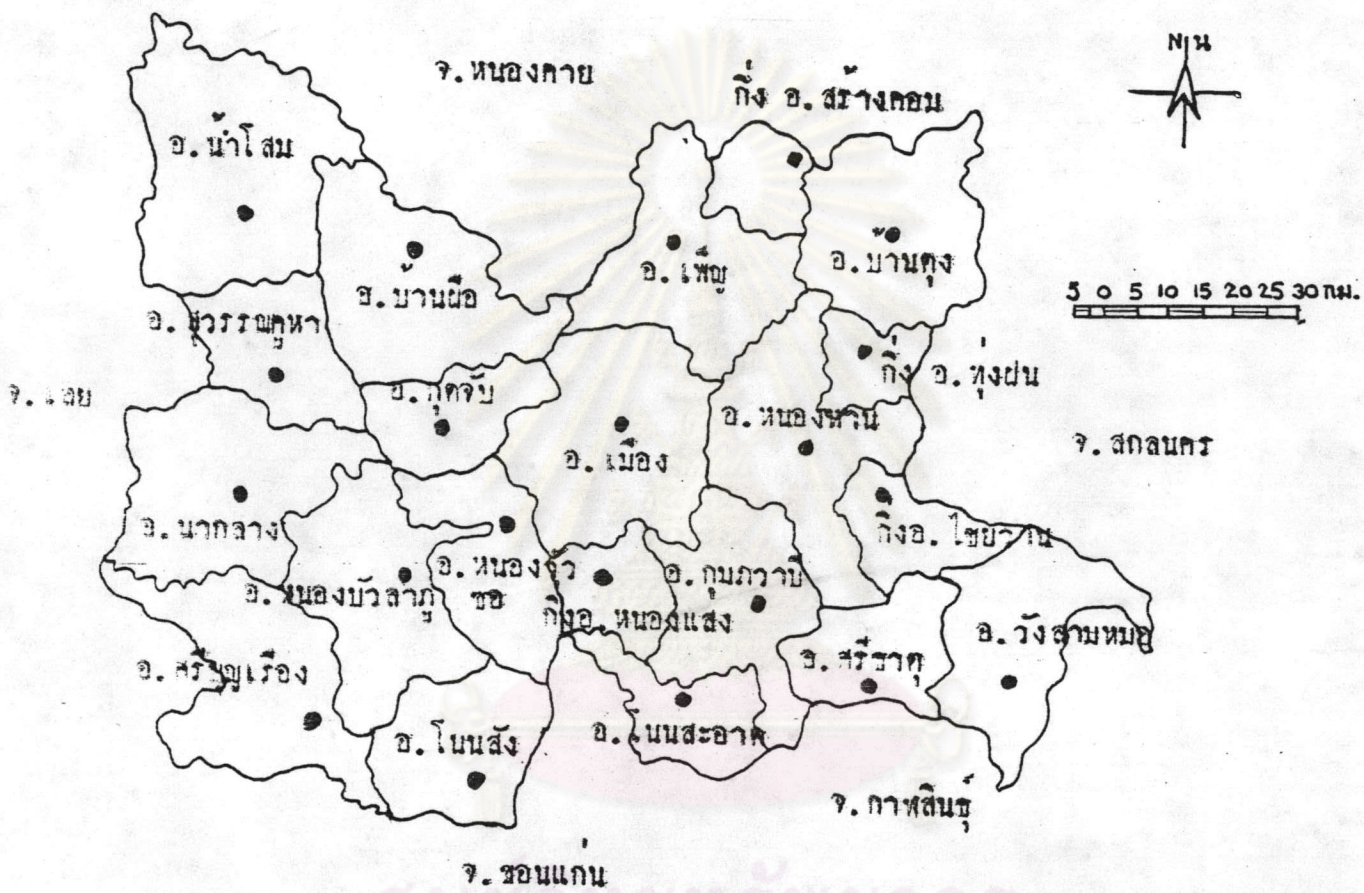 N น
จ. หนองคาย
กิ่ง อ. สร้างคอม
อ. น้ำโสม
อ. บ้านผือ
อ. เพ็ญ
อ. บ้านดุง
5 0 5 10 15 20 25 30 กม.
อ. สุวรรณคูหา
กิ่ง อ. ทุ่งฝน
จ. เลย
อ. กุดจับ
อ. หนองหาน
อ. เมือง
จ. สกลนคร
อ. นากลาง
กิ่งอ. ไชยวาน
อ. หนองบัวลำภู
อ. หนองวัว
ซอ
กิ่งอ. หนองแสง
อ. กุมภวาปี
อ. วังสามหมอ
อ. ศรีบุญเรือง
อ. ศรีธาตุ
อ. โนนสัง
อ. โนนสะอาด
จ. กาฬสินธุ์
จ. ขอนแก่น